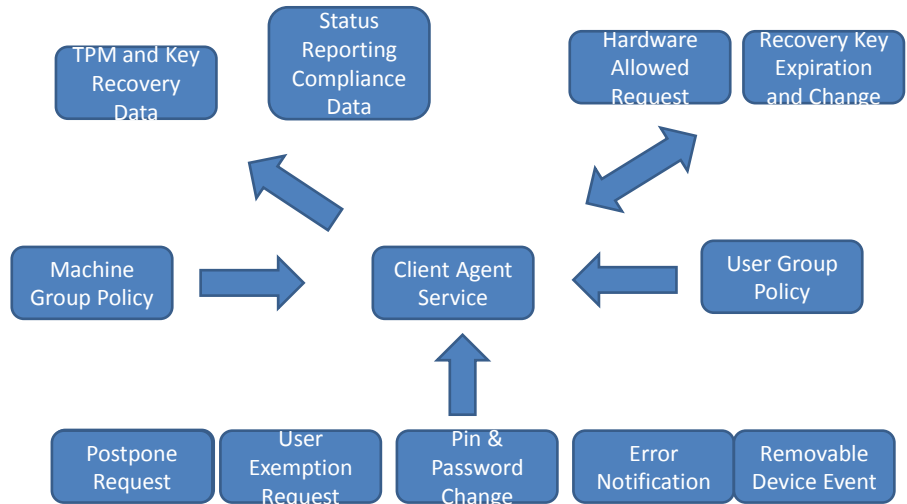 TPM and Key
Recovery
Data
Status
Reporting
Compliance
Data
Hardware
Allowed
Request
Recovery Key
Expiration
and Change
Machine
Group Policy
Client Agent
Service
User Group
Policy
Postpone
Request
User
Exemption
Request
Pin &
Password
Change
Error
Notification
Removable
Device Event